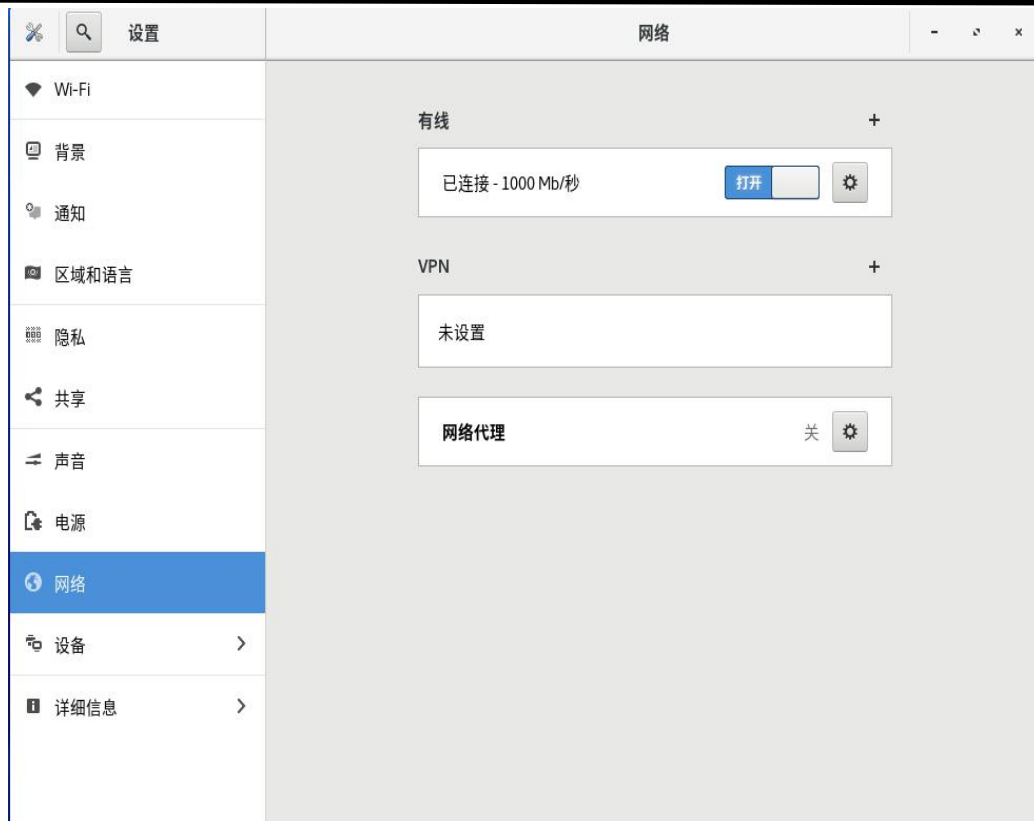 设置
网络
Wi-Fi
背景
通知
区域和语言
隐私
共享
声音
电源
网络
设备
详细信息
有线
已连接 - 1000 Mb/秒
打开
VPN
未设置
网络代理
关